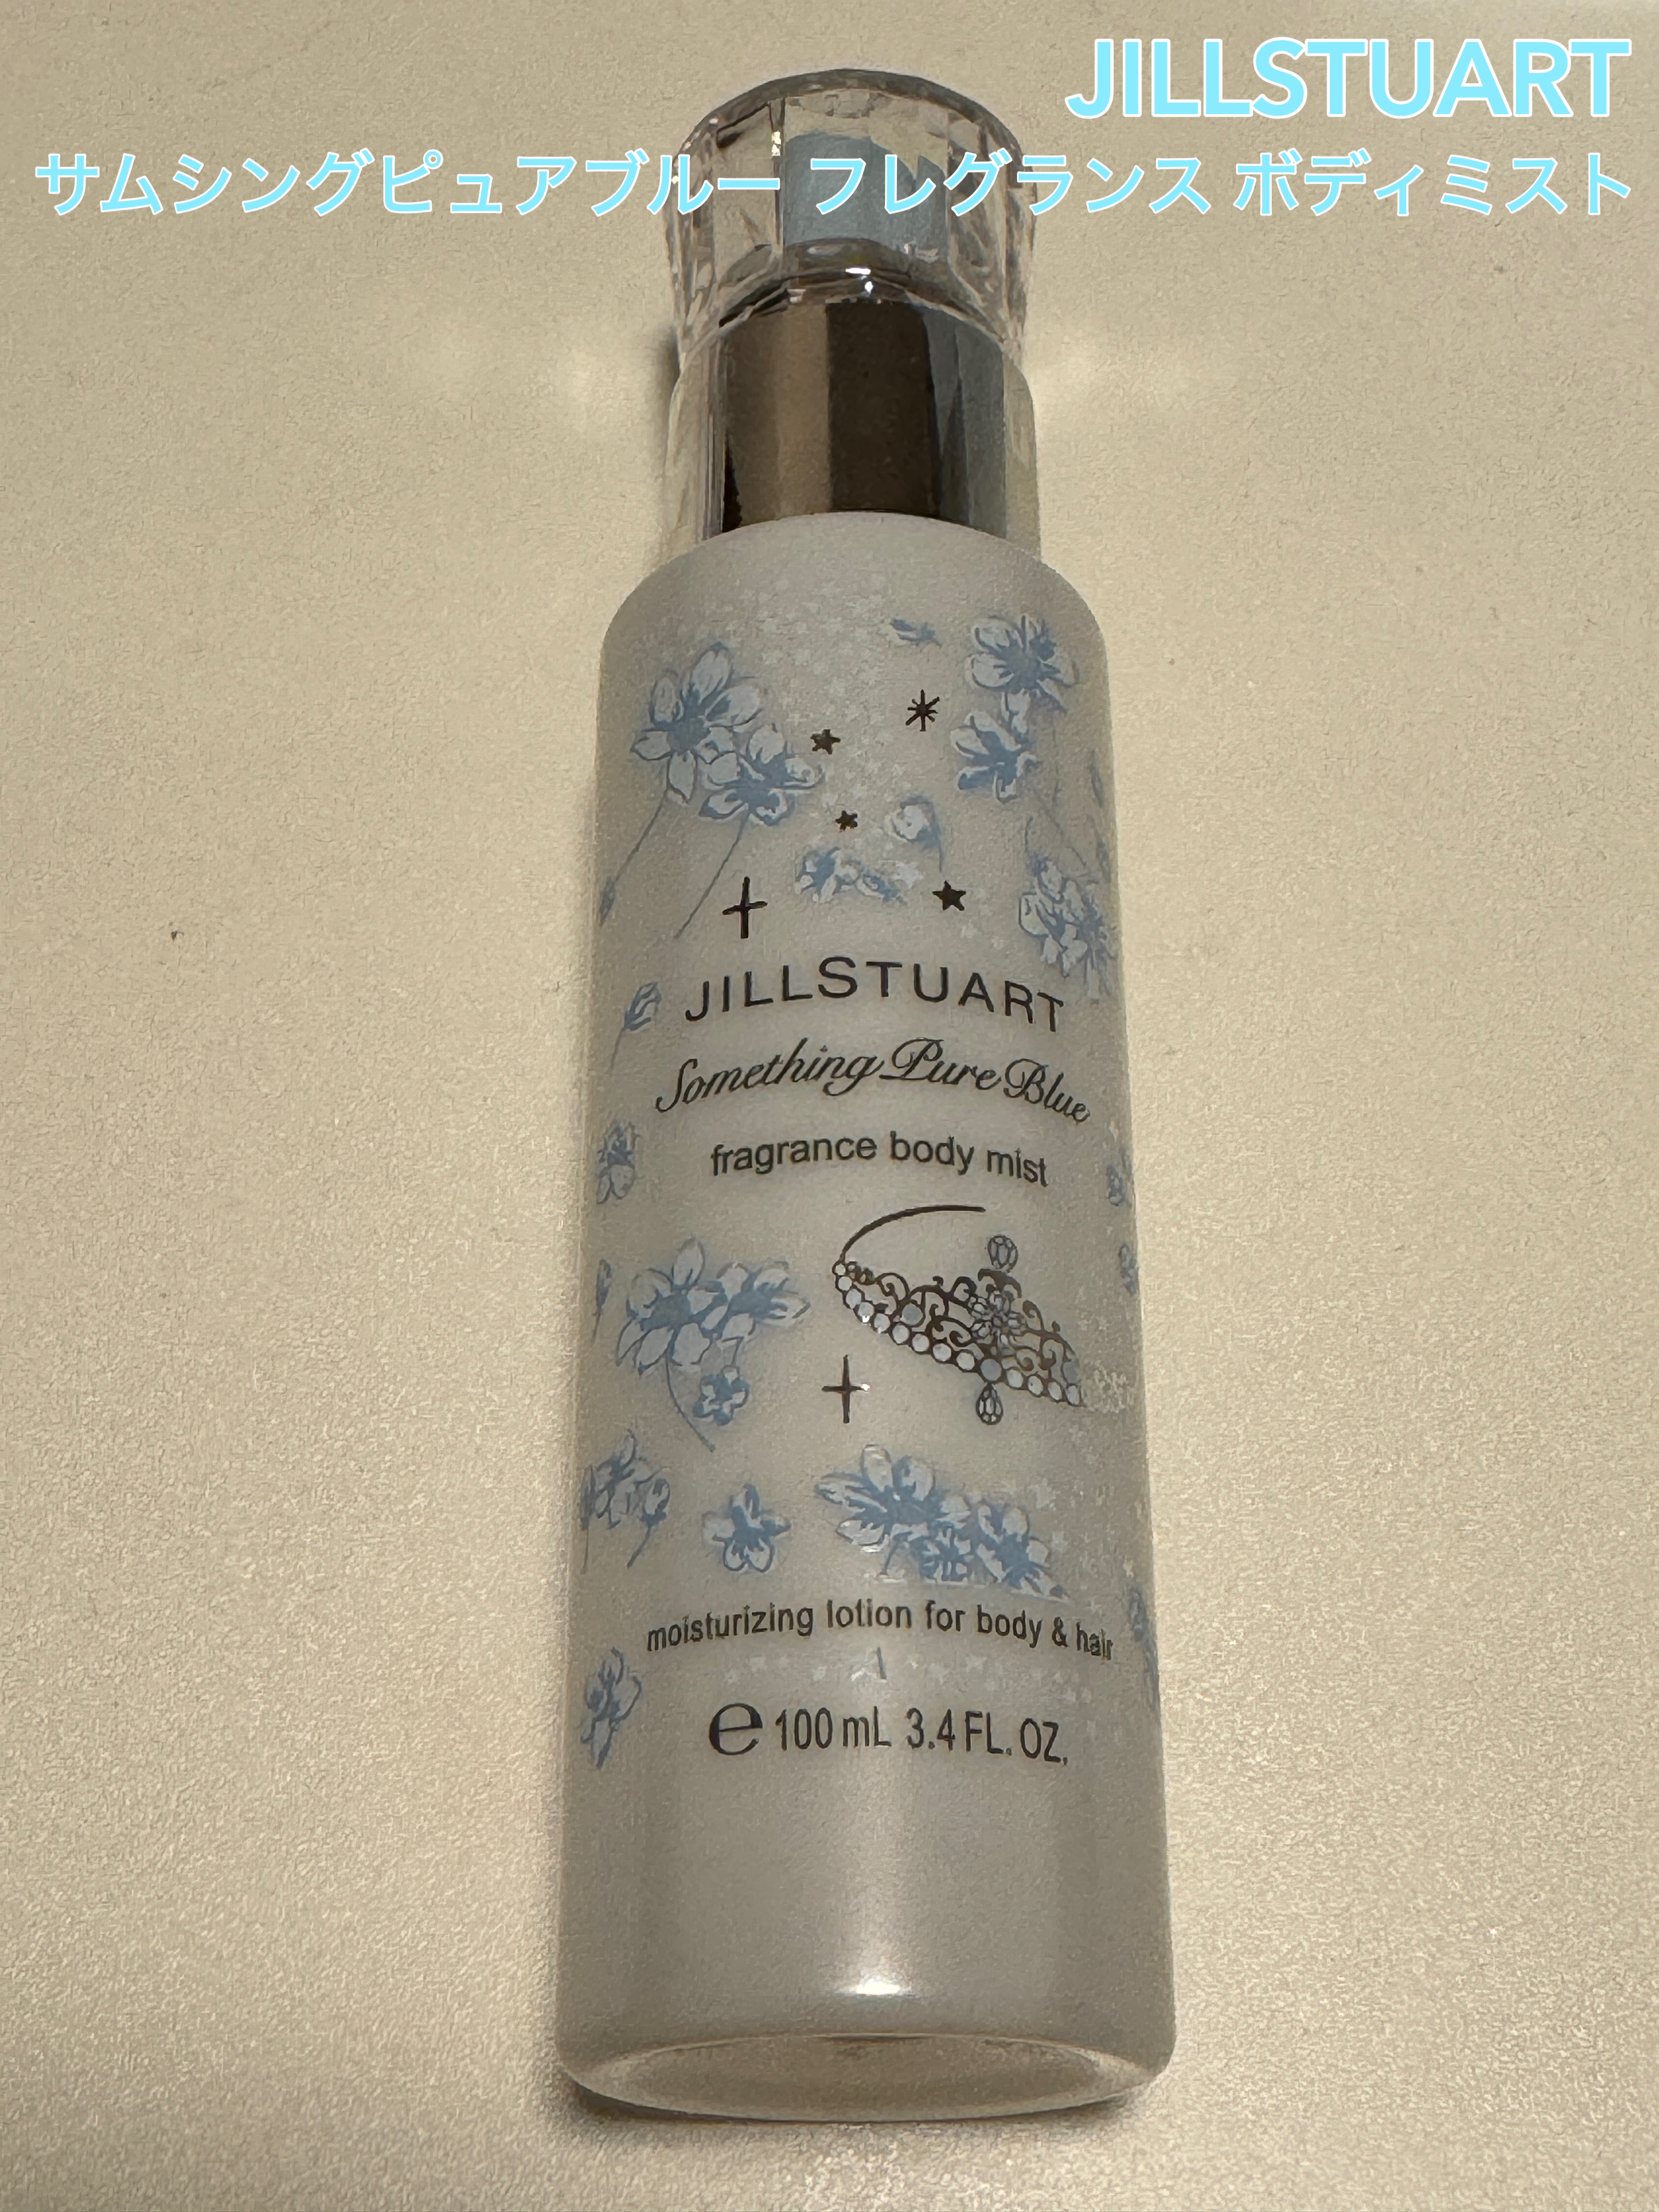 JILLSTUART
サムシングピュアブルー フレグランス ボディミスト
JILLSTUART
Something Pure Blue
fragrance body mist
moisturizing lotion for body & hair
℮ 100 mL 3.4 FL. OZ.